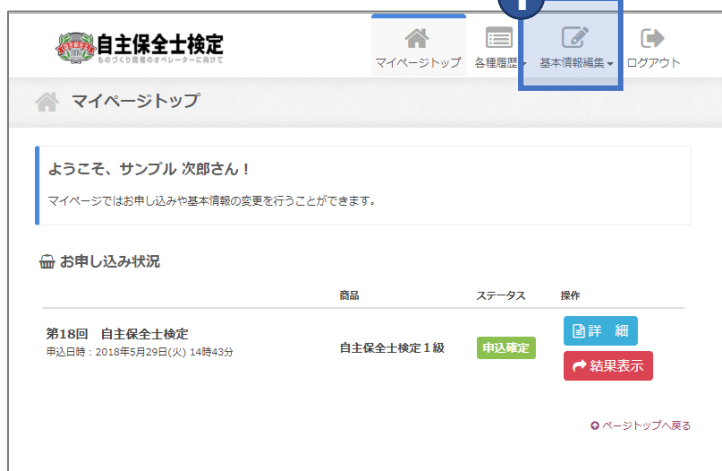 1
自主保全士検定
ものづくり現場のオペレーターに向けて
マイページトップ 各種履歴 基本情報編集 ログアウト
マイページトップ
ようこそ、サンプル 次郎さん！
マイページではお申し込みや基本情報の変更を行うことができます。
お申し込み状況
商品 ステータス 操作
第18回 自主保全士検定
申込日時：2018年5月29日(火) 14時43分
自主保全士検定１級 申込確定
詳 細
結果表示
ページトップへ戻る